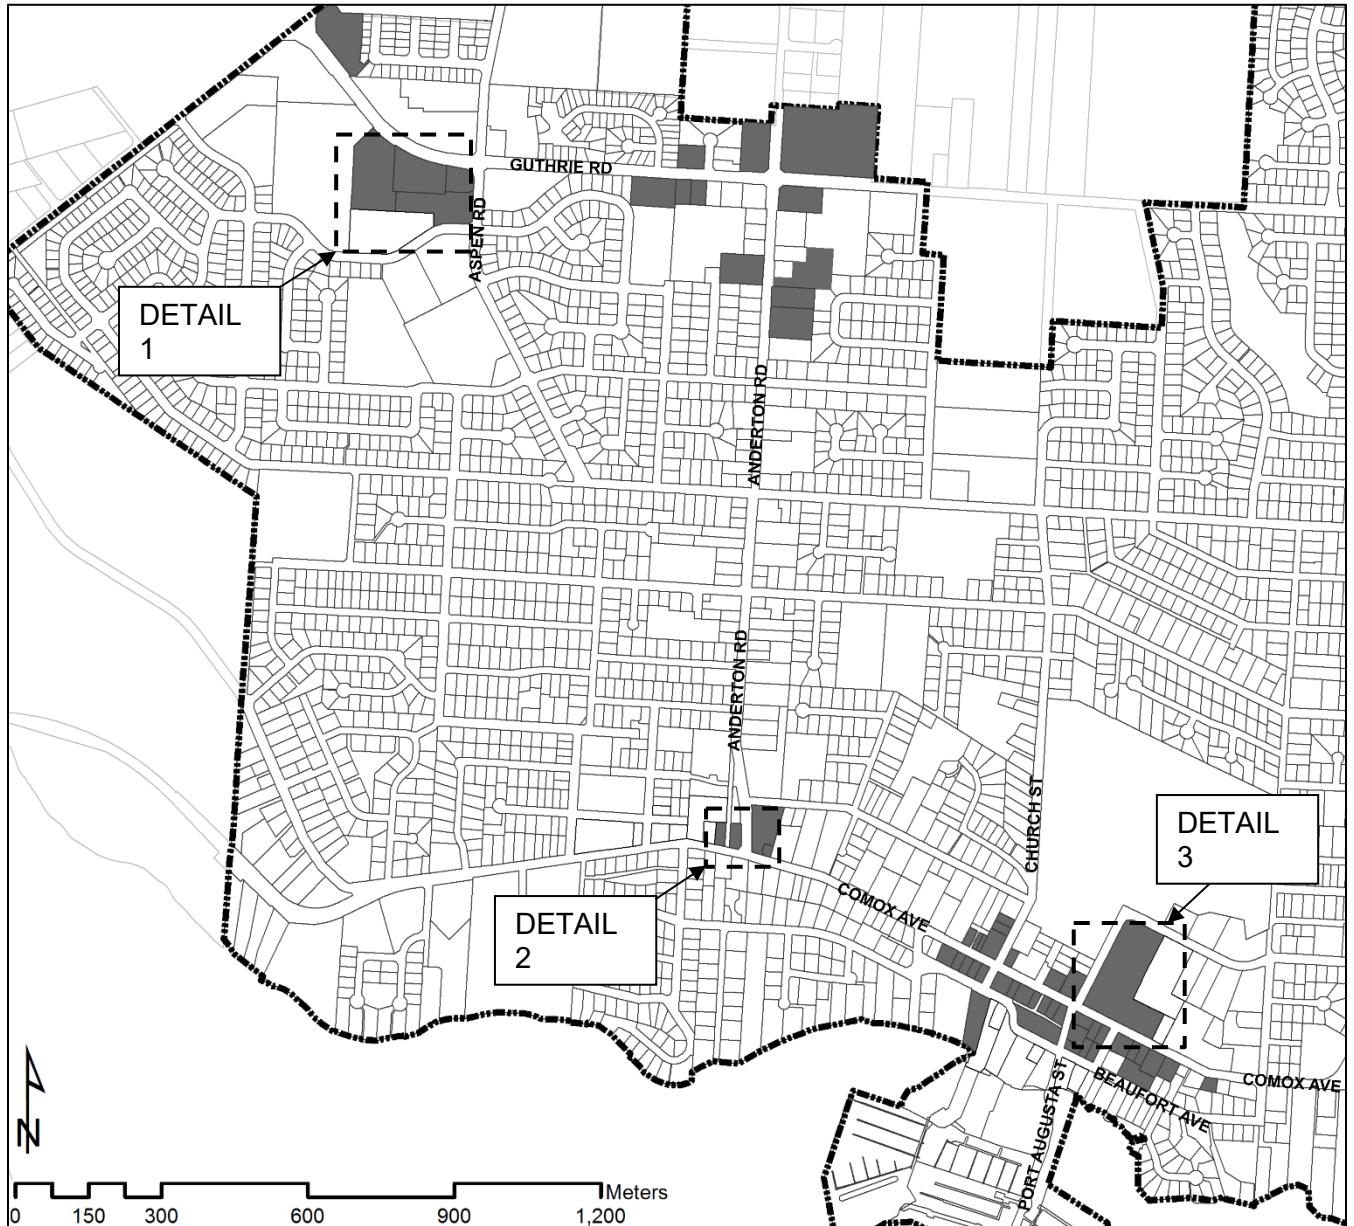 GUTHRIE RD
ASPEN RD
DETAIL
1
ANDERTON RD
ANDERTON RD
CHURCH ST
DETAIL
3
COMOX AVE
DETAIL
2
COMOX AVE
BEAUFORT AVE
PORT AUGUSTA ST
N
Meters
0 150 300 600 900 1,200